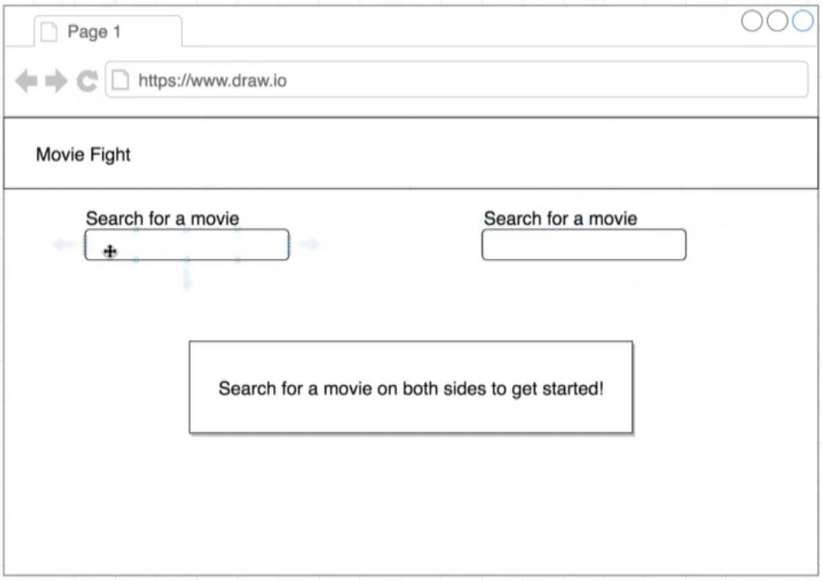 Page 1
https://www.draw.io
Movie Fight
Search for a movie
Search for a movie
Search for a movie on both sides to get started!